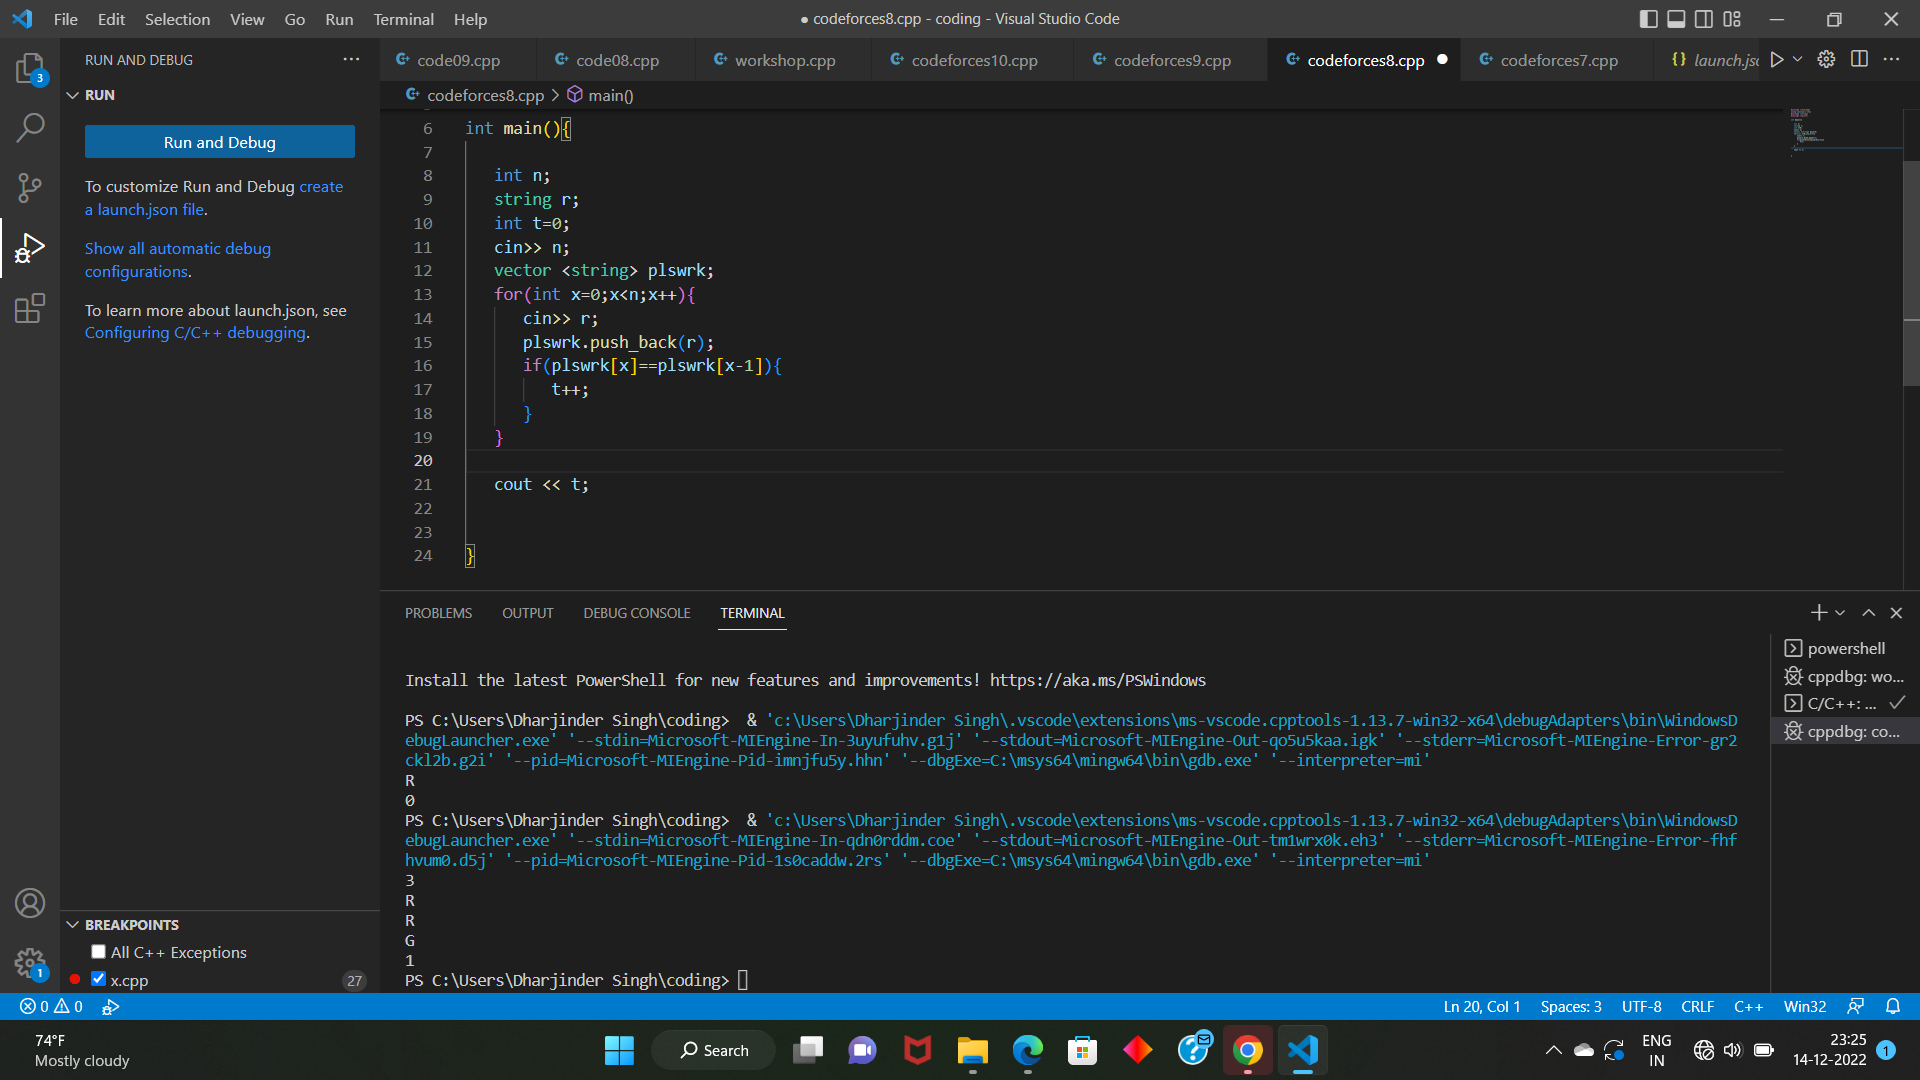 File Edit Selection View Go Run Terminal Help
● codeforces8.cpp - coding - Visual Studio Code
RUN AND DEBUG
code09.cpp code08.cpp workshop.cpp codeforces10.cpp codeforces9.cpp codeforces8.cpp codeforces7.cpp {} launch.jso
3
RUN
codeforces8.cpp > main()
Run and Debug
To customize Run and Debug create
a launch.json file.
Show all automatic debug
configurations.
To learn more about launch.json, see
Configuring C/C++ debugging.
6 int main(){
7
8 int n;
9 string r;
10 int t=0;
11 cin>> n;
12 vector <string> plswrk;
13 for(int x=0;x<n;x++){
14 cin>> r;
15 plswrk.push_back(r);
16 if(plswrk[x]==plswrk[x-1]){
17 t++;
18 }
19 }
20
21 cout << t;
22
23
24 }
PROBLEMS OUTPUT DEBUG CONSOLE TERMINAL
powershell
cppdbg: wo...
C/C++: ...
cppdbg: co...
Install the latest PowerShell for new features and improvements! https://aka.ms/PSWindows
PS C:\Users\Dharjinder Singh\coding>  & 'c:\Users\Dharjinder Singh\.vscode\extensions\ms-vscode.cpptools-1.13.7-win32-x64\debugAdapters\bin\WindowsD
ebugLauncher.exe' '--stdin=Microsoft-MIEngine-In-3uyufuhv.g1j' '--stdout=Microsoft-MIEngine-Out-qo5u5kaa.igk' '--stderr=Microsoft-MIEngine-Error-gr2
ckl2b.g2i' '--pid=Microsoft-MIEngine-Pid-imnjfu5y.hhn' '--dbgExe=C:\msys64\mingw64\bin\gdb.exe' '--interpreter=mi'
R
0
PS C:\Users\Dharjinder Singh\coding>  & 'c:\Users\Dharjinder Singh\.vscode\extensions\ms-vscode.cpptools-1.13.7-win32-x64\debugAdapters\bin\WindowsD
ebugLauncher.exe' '--stdin=Microsoft-MIEngine-In-qdn0rddm.coe' '--stdout=Microsoft-MIEngine-Out-tm1wrx0k.eh3' '--stderr=Microsoft-MIEngine-Error-fhf
hvum0.d5j' '--pid=Microsoft-MIEngine-Pid-1s0caddw.2rs' '--dbgExe=C:\msys64\mingw64\bin\gdb.exe' '--interpreter=mi'
3
R
R
G
1
PS C:\Users\Dharjinder Singh\coding>
BREAKPOINTS
All C++ Exceptions
x.cpp 27
1
0 0
Ln 20, Col 1 Spaces: 3 UTF-8 CRLF C++ Win32
74°F
Mostly cloudy
Search
ENG
IN
23:25
14-12-2022
1